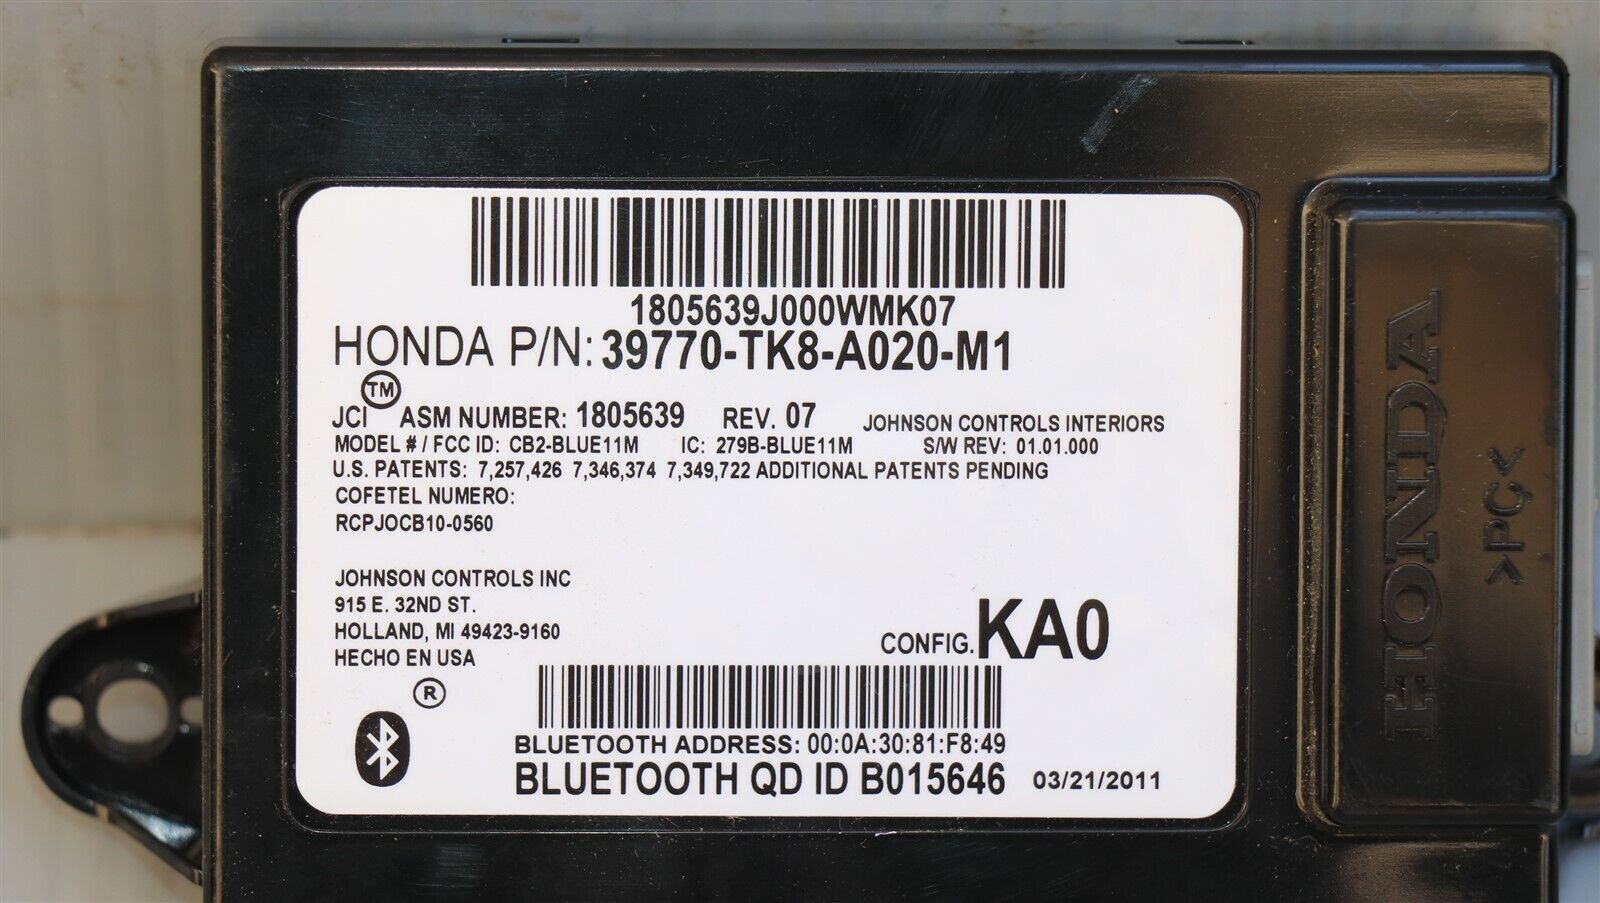 1805639J000WMK07
HONDA P/N: 39770-TK8-A020-M1
JCI TM ASM NUMBER: 1805639 REV. 07 JOHNSON CONTROLS INTERIORS
MODEL # / FCC ID: CB2-BLUE11M IC: 279B-BLUE11M S/W REV: 01.01.000
U.S. PATENTS: 7,257,426 7,346,374 7,349,722 ADDITIONAL PATENTS PENDING
COFETEL NUMERO:
RCPJOCB10-0560
JOHNSON CONTROLS INC
915 E. 32ND ST.
HOLLAND, MI 49423-9160
HECHO EN USA
CONFIG. KA0
®
BLUETOOTH ADDRESS: 00:0A:30:81:F8:49
BLUETOOTH QD ID B015646 03/21/2011
HONDA
>PC<